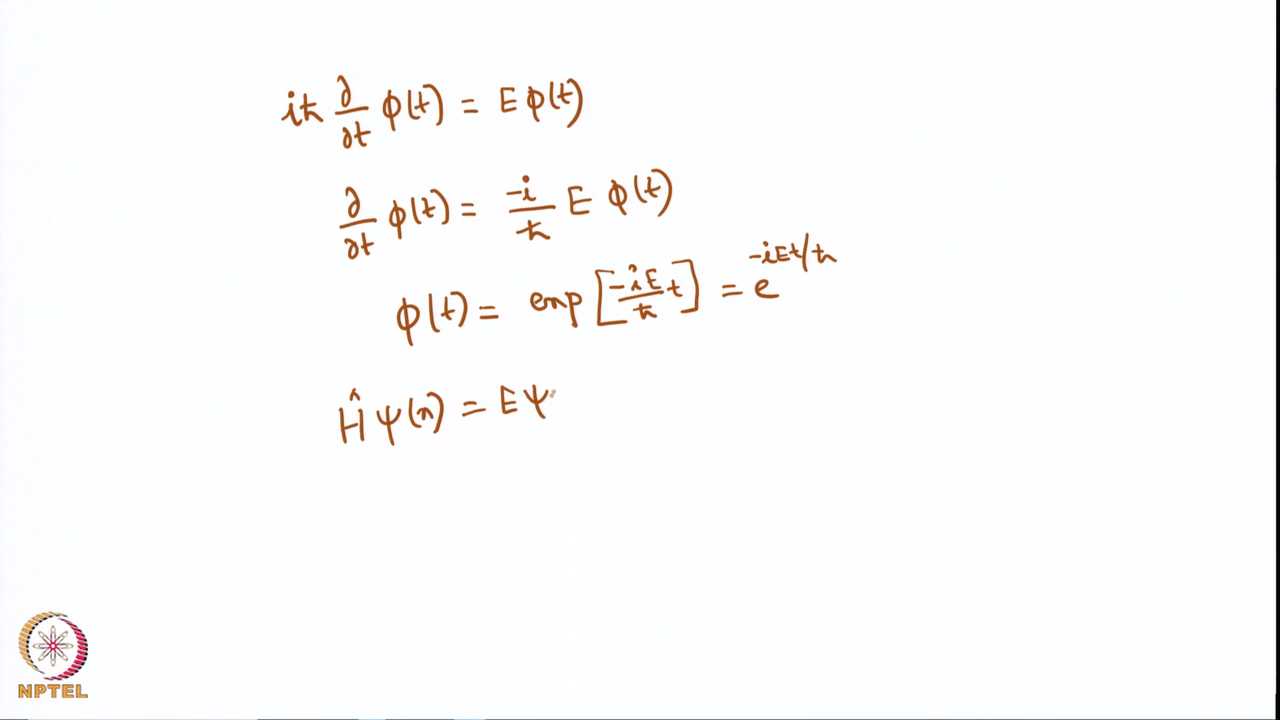 iħ ∂/∂t ϕ(t) = E ϕ(t)
∂/∂t ϕ(t) = -i/ħ E ϕ(t)
ϕ(t) = exp [-iE/ħ t] = e^{-iEt/ħ}
Ĥ ψ(x) = E ψ
NPTEL